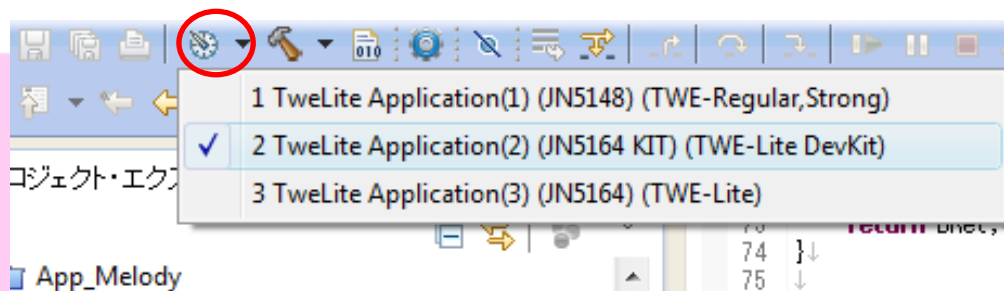 010
1 TweLite Application(1) (JN5148) (TWE-Regular,Strong)
2 TweLite Application(2) (JN5164 KIT) (TWE-Lite DevKit)
3 TweLite Application(3) (JN5164) (TWE-Lite)
ロジェクト・エクス
74 }↓
App_Melody
75 ↓